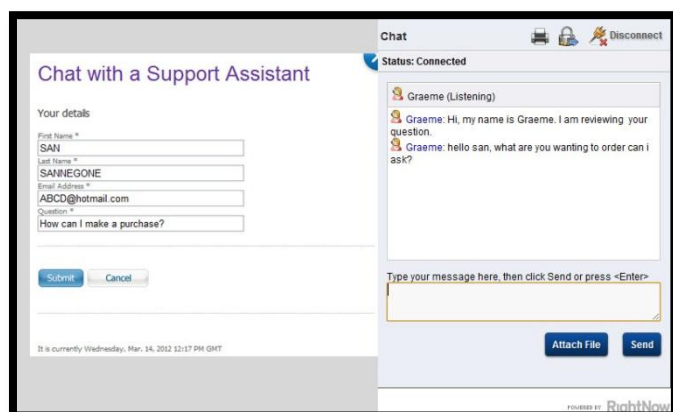 Chat with a Support Assistant
Your details
First Name *
SAN
Last Name *
SANNEGONE
Email Address *
ABCD@hotmail.com
Question *
How can I make a purchase?
Submit
Cancel
It is currently Wednesday, Mar. 14, 2012 12:17 PM GMT
Chat
Disconnect
Status: Connected
Graeme (Listening)
Graeme: Hi, my name is Graeme. I am reviewing your
question.
Graeme: hello san, what are you wanting to order can i
ask?
Type your message here, then click Send or press <Enter>
Attach File
Send
POWERED BY RightNow